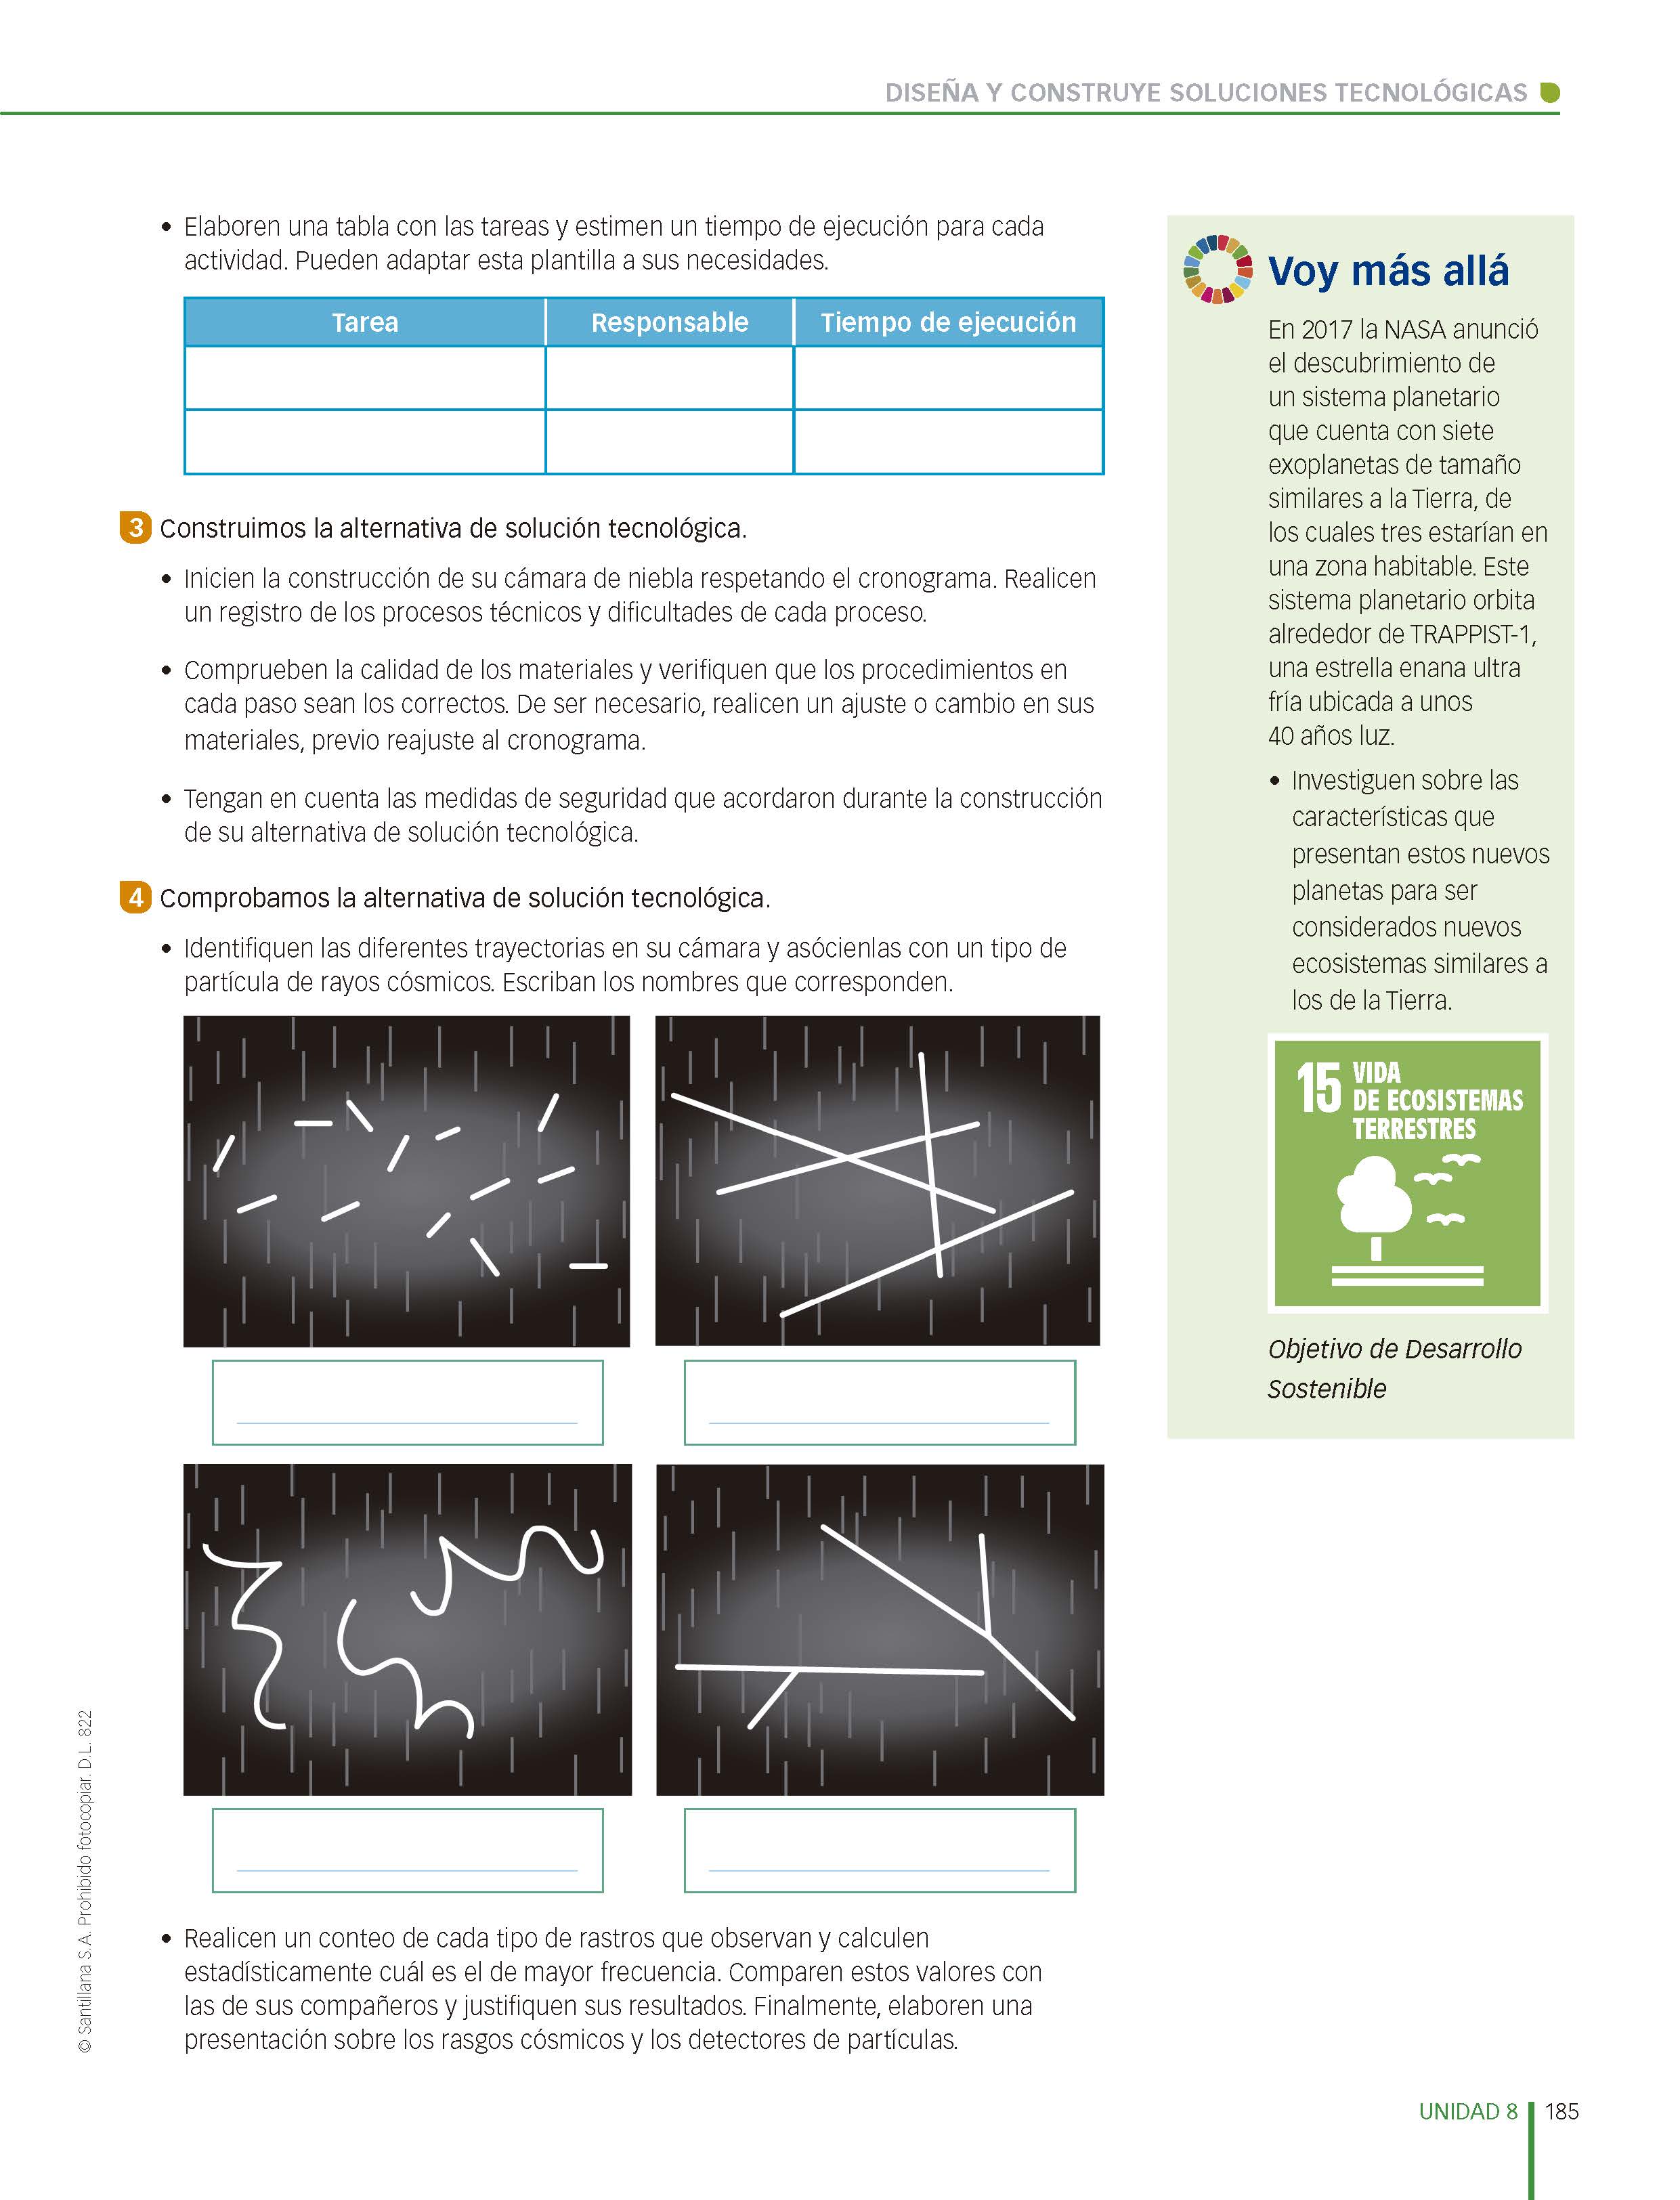 DISEÑA Y CONSTRUYE SOLUCIONES TECNOLÓGICAS
• Elaboren una tabla con las tareas y estimen un tiempo de ejecución para cada
actividad. Pueden adaptar esta plantilla a sus necesidades.
Tarea Responsable Tiempo de ejecución
3 Construimos la alternativa de solución tecnológica.
• Inicien la construcción de su cámara de niebla respetando el cronograma. Realicen
un registro de los procesos técnicos y dificultades de cada proceso.
• Comprueben la calidad de los materiales y verifiquen que los procedimientos en
cada paso sean los correctos. De ser necesario, realicen un ajuste o cambio en sus
materiales, previo reajuste al cronograma.
• Tengan en cuenta las medidas de seguridad que acordaron durante la construcción
de su alternativa de solución tecnológica.
4 Comprobamos la alternativa de solución tecnológica.
• Identifiquen las diferentes trayectorias en su cámara y asócienlas con un tipo de
partícula de rayos cósmicos. Escriban los nombres que corresponden.
• Realicen un conteo de cada tipo de rastros que observan y calculen
estadísticamente cuál es el de mayor frecuencia. Comparen estos valores con
las de sus compañeros y justifiquen sus resultados. Finalmente, elaboren una
presentación sobre los rasgos cósmicos y los detectores de partículas.
Voy más allá
En 2017 la NASA anunció
el descubrimiento de
un sistema planetario
que cuenta con siete
exoplanetas de tamaño
similares a la Tierra, de
los cuales tres estarían en
una zona habitable. Este
sistema planetario orbita
alrededor de TRAPPIST-1,
una estrella enana ultra
fría ubicada a unos
40 años luz.
• Investiguen sobre las
características que
presentan estos nuevos
planetas para ser
considerados nuevos
ecosistemas similares a
los de la Tierra.
15 VIDA
DE ECOSISTEMAS
TERRESTRES
Objetivo de Desarrollo
Sostenible
© Santillana S.A. Prohibido fotocopiar. D.L. 822
UNIDAD 8 185